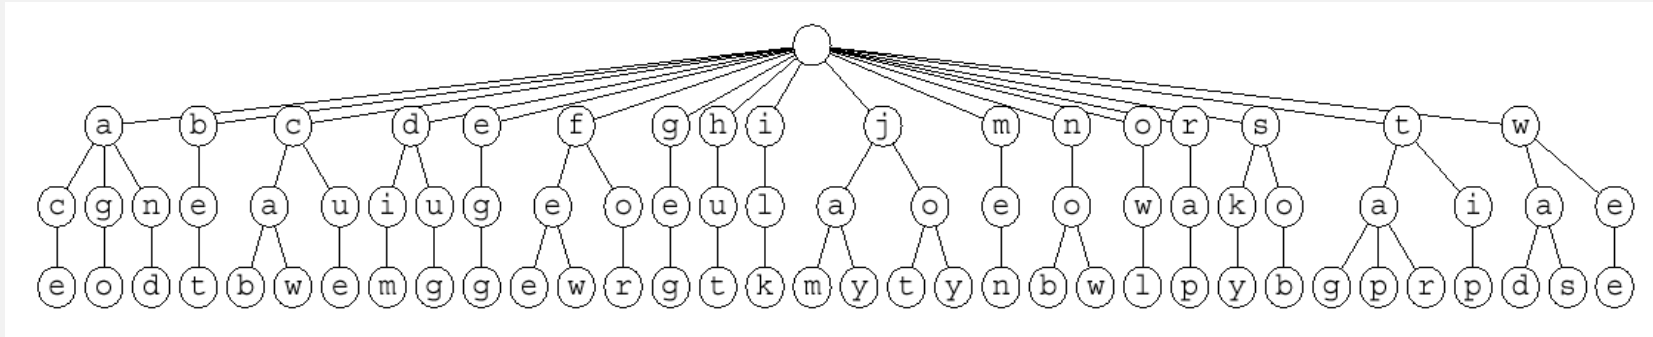 a b c d e f g h i j m n o r s t w
c g n e a u i u g e o e u l a o e o w a k o a i a e
e o d t b w e m g g e w r g t k m y t y n b w l p y b g p r p d s e